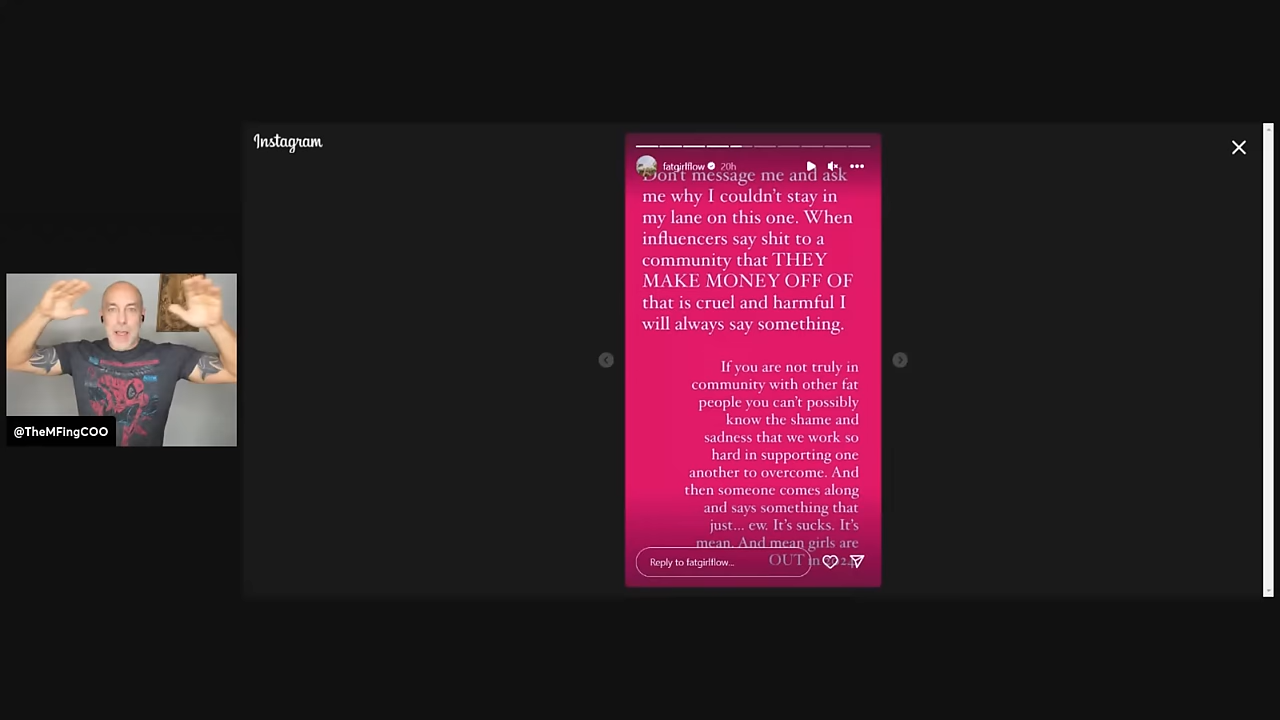 Instagram
fatgirlflow 20h
Don't message me and ask
me why I couldn't stay in
my lane on this one. When
influencers say shit to a
community that THEY
MAKE MONEY OFF OF
that is cruel and harmful I
will always say something.
If you are not truly in
community with other fat
people you can't possibly
know the shame and
sadness that we work so
hard in supporting one
another to overcome. And
then someone comes along
and says something that
just... ew. It's sucks. It's
mean. And mean girls are
OUT in
Reply to fatgirlflow...
@TheMFingCOO